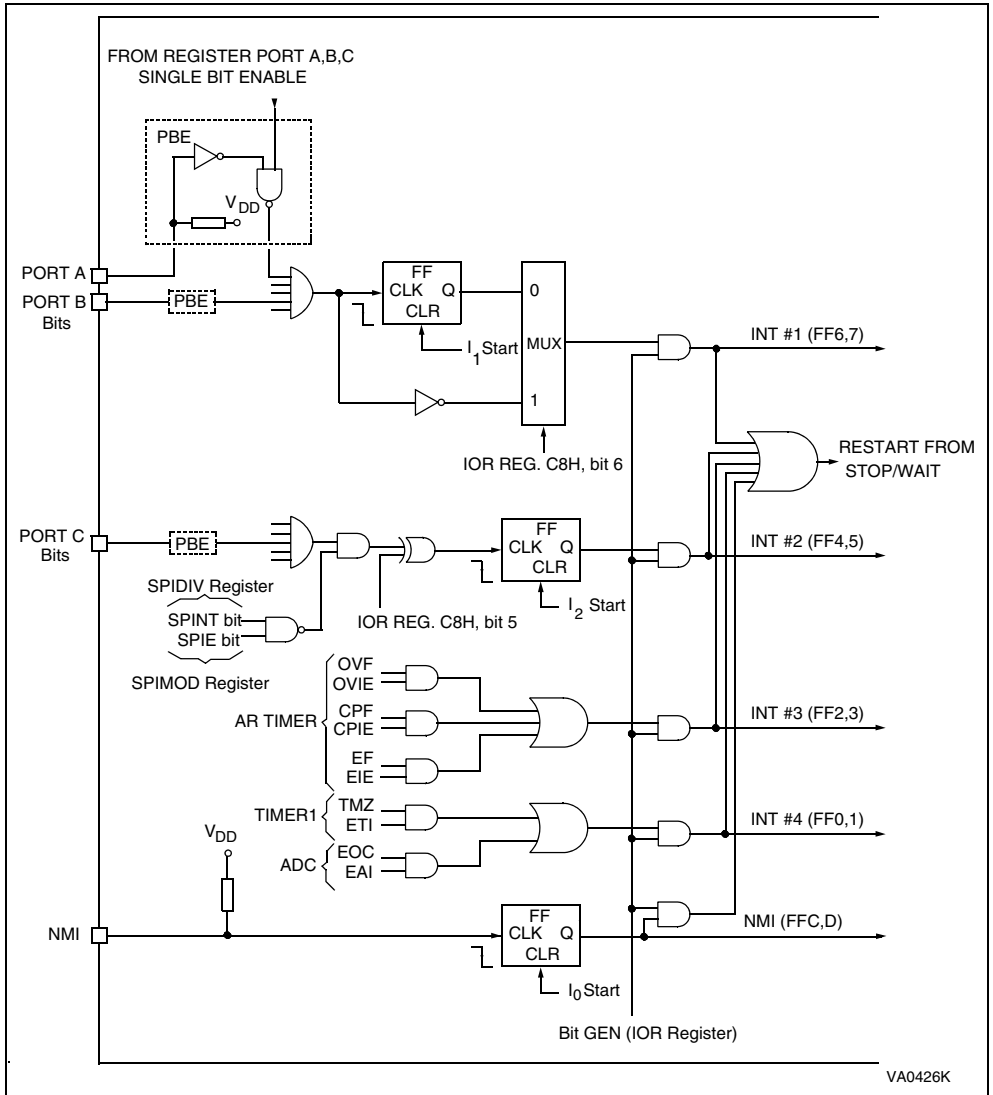 FROM REGISTER PORT A,B,C
SINGLE BIT ENABLE
PBE
VDD
PORT A
PORT B
Bits
PBE
FF
CLK Q
CLR
I1 Start
0
MUX
1
IOR REG. C8H, bit 6
INT #1 (FF6,7)
RESTART FROM
STOP/WAIT
PORT C
Bits
PBE
FF
CLK Q
CLR
I2 Start
INT #2 (FF4,5)
SPIDIV Register
SPINT bit
SPIE bit
SPIMOD Register
IOR REG. C8H, bit 5
AR TIMER
OVF
OVIE
CPF
CPIE
EF
EIE
INT #3 (FF2,3)
TIMER1
TMZ
ETI
ADC
EOC
EAI
INT #4 (FF0,1)
VDD
NMI
FF
CLK Q
CLR
I0 Start
NMI (FFC,D)
Bit GEN (IOR Register)
VA0426K